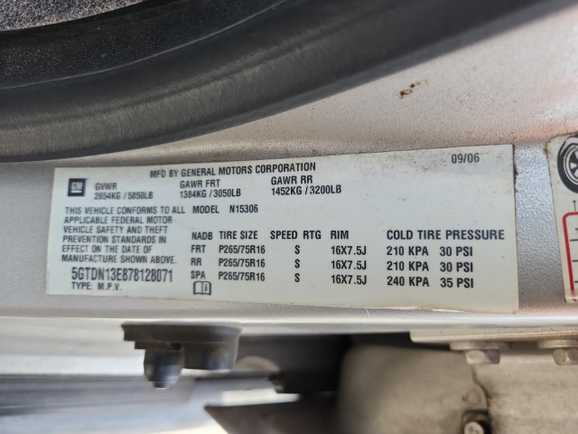 MFD BY GENERAL MOTORS CORPORATION 09/06
GM
GVWR GAWR FRT GAWR RR
2654KG / 5850LB 1384KG / 3050LB 1452KG / 3200LB
THIS VEHICLE CONFORMS TO ALL
APPLICABLE FEDERAL MOTOR
VEHICLE SAFETY AND THEFT
PREVENTION STANDARDS IN
EFFECT ON THE DATE OF
MANUFACTURE SHOWN ABOVE.
5GTDN13E878128071
TYPE: M.P.V.
MODEL N15306
NADB TIRE SIZE SPEED RTG RIM COLD TIRE PRESSURE
FRT P265/75R16 S 16X7.5J 210 KPA 30 PSI
RR P265/75R16 S 16X7.5J 210 KPA 30 PSI
SPA P265/75R16 S 16X7.5J 240 KPA 35 PSI